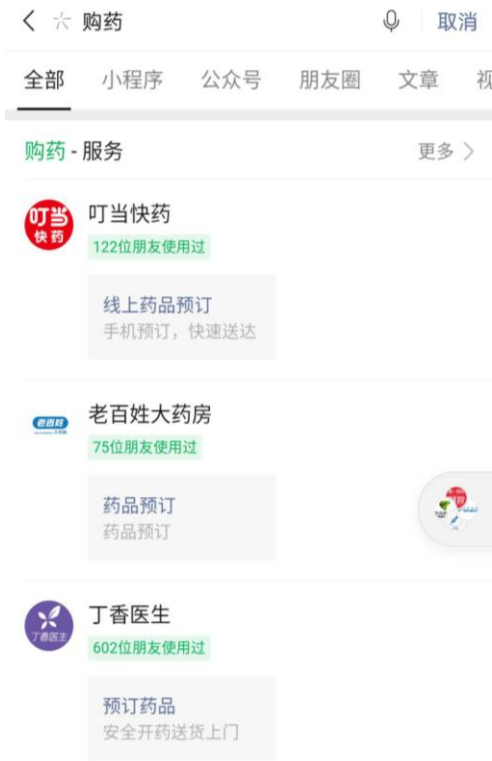 购药
取消
全部 小程序 公众号 朋友圈 文章 视
购药 - 服务 更多
叮当快药
叮当
快药
122位朋友使用过
线上药品预订
手机预订，快速送达
老百姓大药房
老百姓
75位朋友使用过
药品预订
药品预订
丁香医生
丁香医生
602位朋友使用过
预订药品
安全开药送货上门